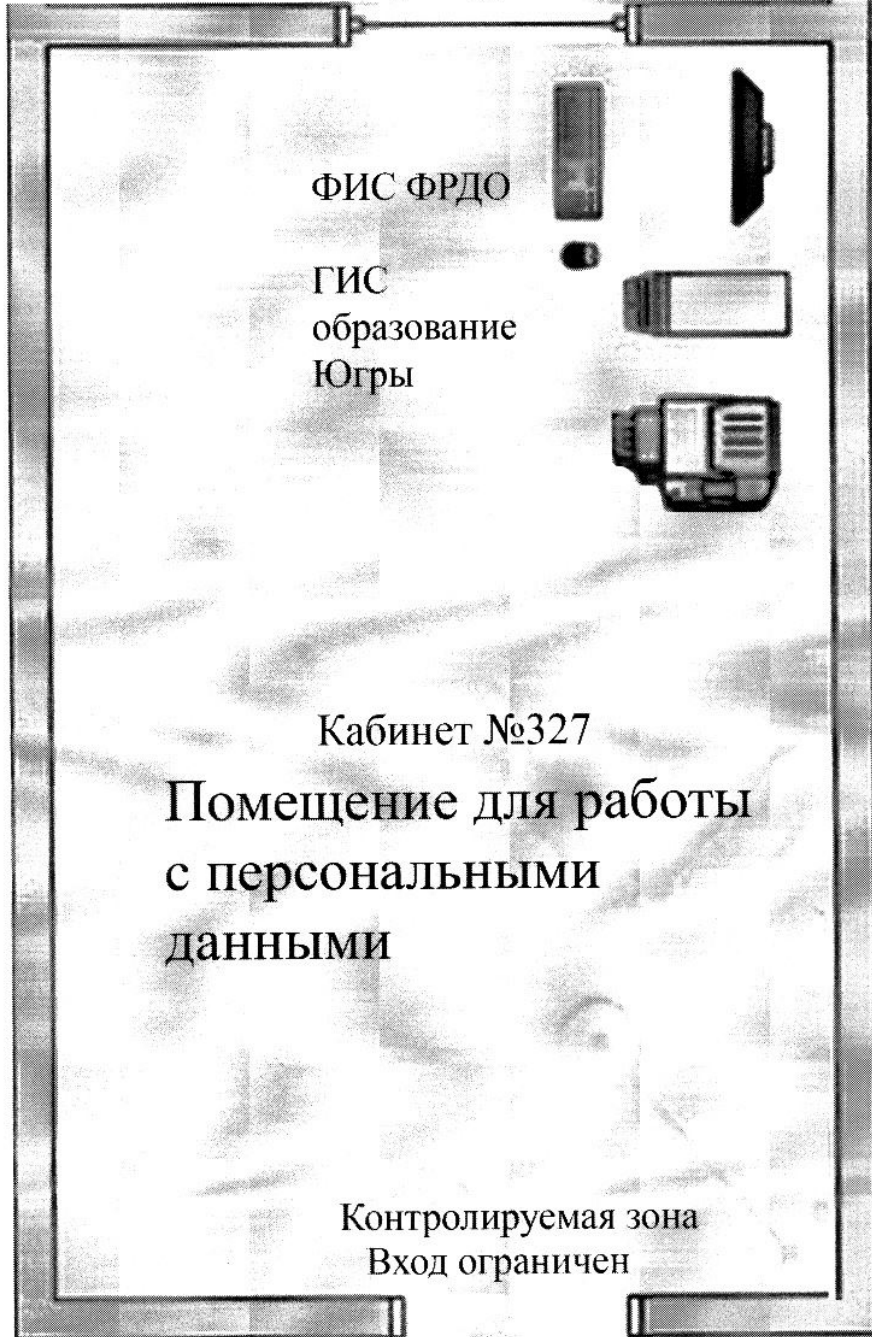 ФИС ФРДО
ГИС
образование
Югры
Кабинет №327
Помещение для работы
с персональными
данными
Контролируемая зона
Вход ограничен